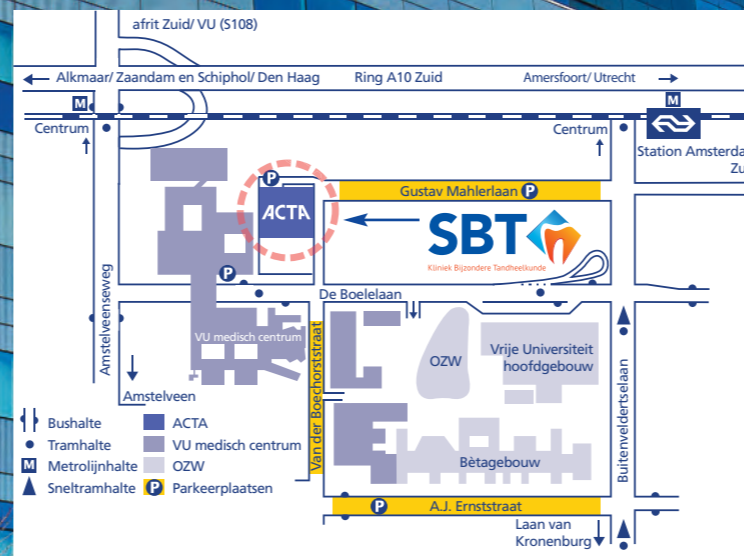 afrit Zuid/ VU (S108)
Alkmaar/ Zaandam en Schiphol/ Den Haag
Ring A10 Zuid
Amersfoort/ Utrecht
M
M
Centrum
Centrum
Station Amsterda
Zu
P
Gustav Mahlerlaan P
ACTA
SBT
Kliniek Bijzondere Tandheelkunde
P
De Boelelaan
Amstelveenseweg
VU medisch centrum
Van der Boechorststraat
OZW
Vrije Universiteit
hoofdgebouw
Buitenveldertselaan
Amstelveen
Bètagebouw
Bushalte
Tramhalte
M Metrolijnhalte
Sneltramhalte
ACTA
VU medisch centrum
OZW
P Parkeerplaatsen
P A.J. Ernststraat
Laan van
Kronenburg